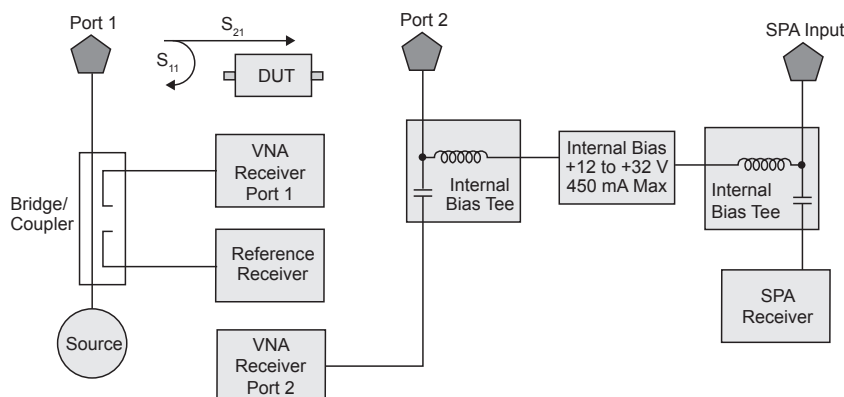 Port 1
S21
S11
DUT
Port 2
SPA Input
VNA
Receiver
Port 1
Bridge/
Coupler
Reference
Receiver
Source
VNA
Receiver
Port 2
Internal
Bias Tee
Internal Bias
+12 to +32 V
450 mA Max
Internal
Bias Tee
SPA
Receiver